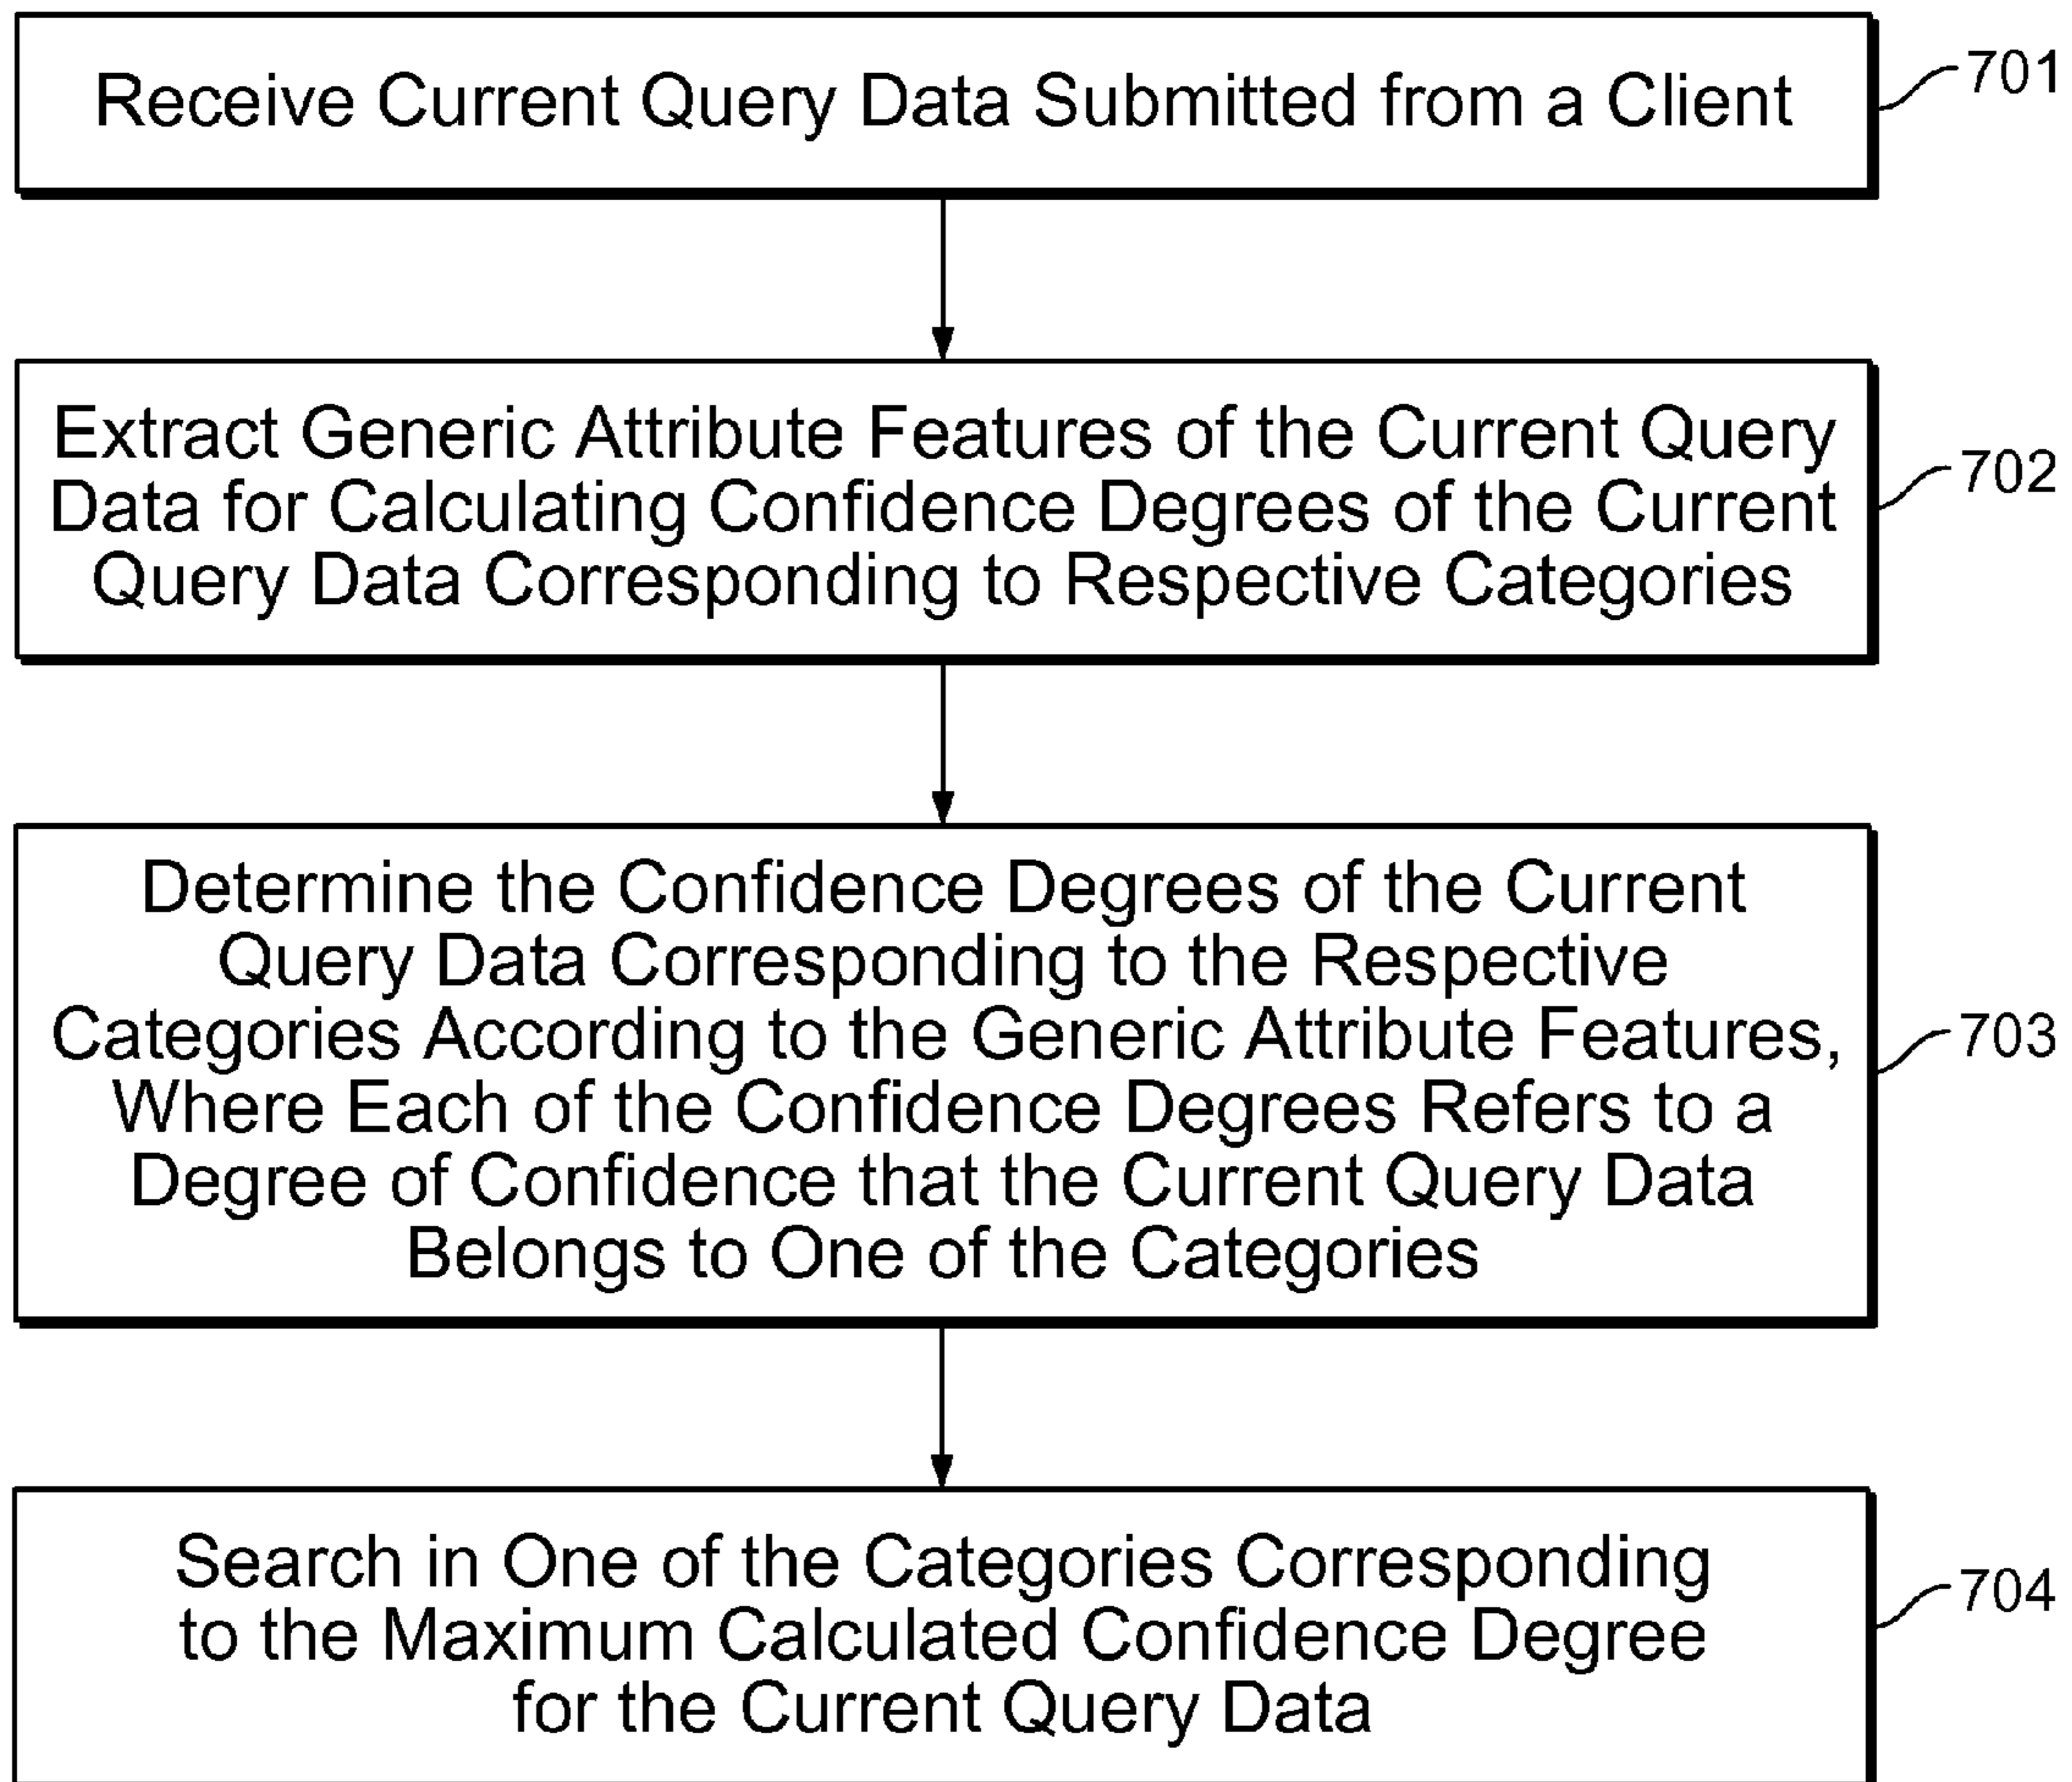 Receive Current Query Data Submitted from a Client
701
Extract Generic Attribute Features of the Current Query
Data for Calculating Confidence Degrees of the Current
Query Data Corresponding to Respective Categories
702
Determine the Confidence Degrees of the Current
Query Data Corresponding to the Respective
Categories According to the Generic Attribute Features,
Where Each of the Confidence Degrees Refers to a
Degree of Confidence that the Current Query Data
Belongs to One of the Categories
703
Search in One of the Categories Corresponding
to the Maximum Calculated Confidence Degree
for the Current Query Data
704